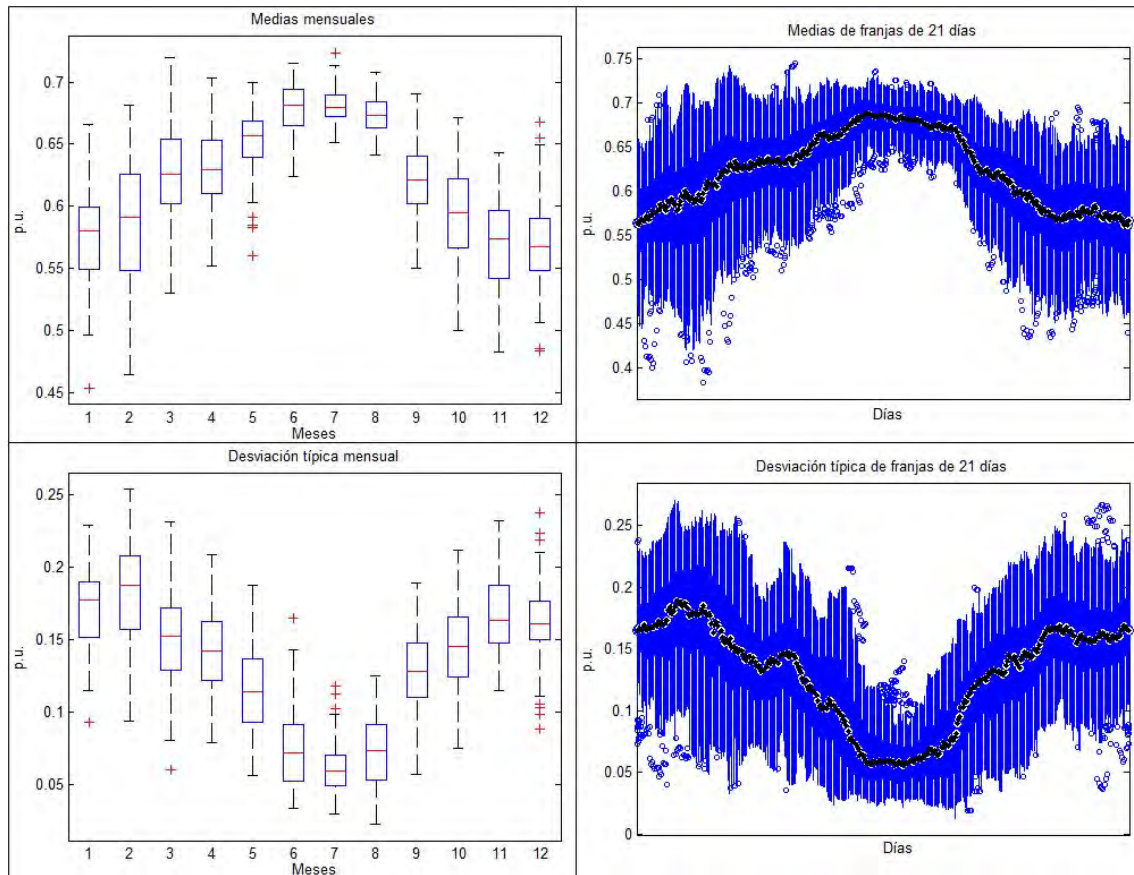 Medias mensuales
p.u.
0.7
0.65
0.6
0.55
0.5
0.45
1 2 3 4 5 6 7 8 9 10 11 12
Meses
Medias de franjas de 21 días
p.u.
0.75
0.7
0.65
0.6
0.55
0.5
0.45
0.4
Días
Desviación típica mensual
p.u.
0.25
0.2
0.15
0.1
0.05
1 2 3 4 5 6 7 8 9 10 11 12
Meses
Desviación típica de franjas de 21 días
p.u.
0.25
0.2
0.15
0.1
0.05
0
Días